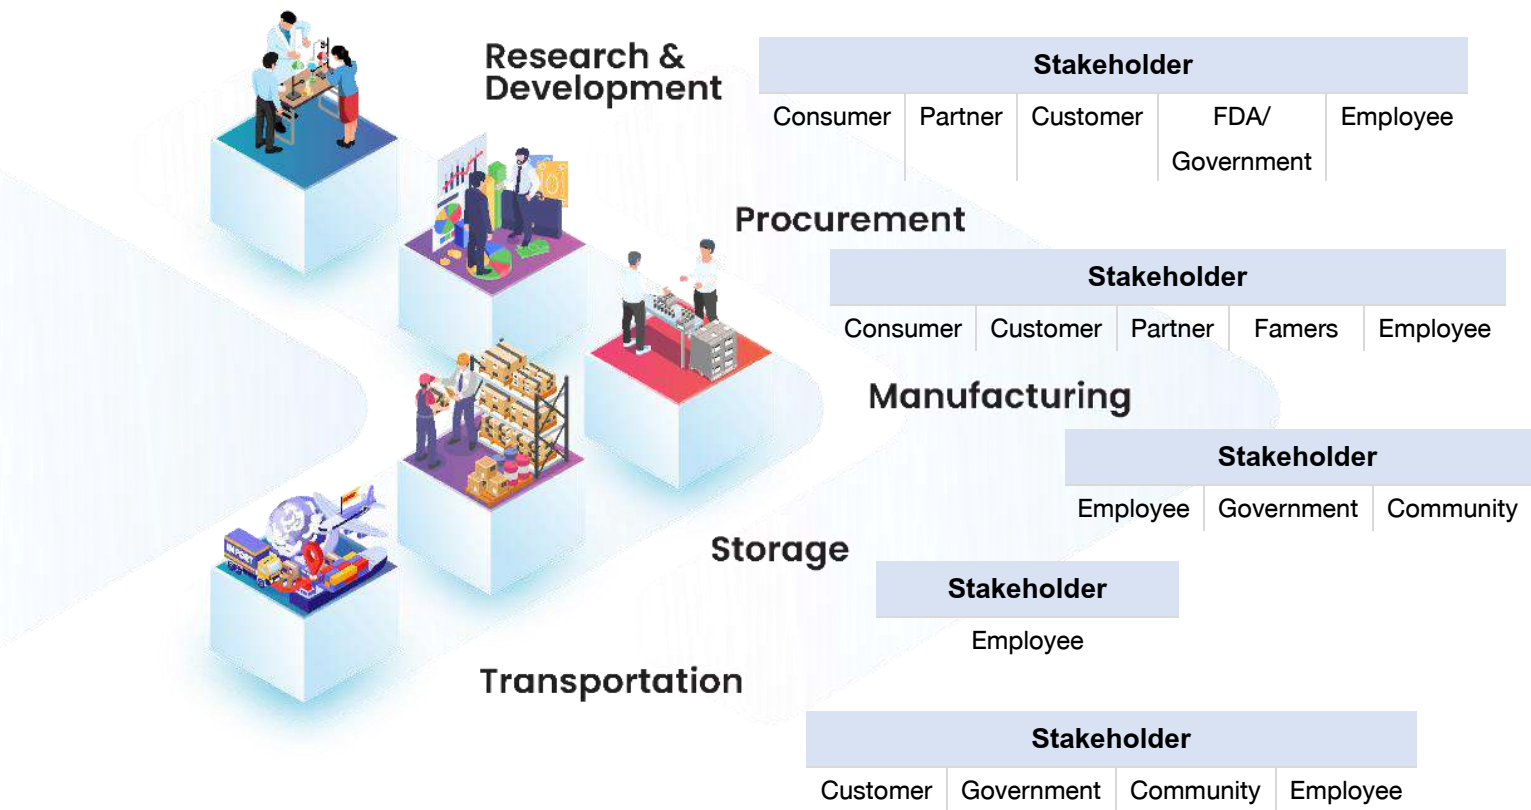 Research &
Development
Stakeholder
Consumer Partner Customer FDA/ Employee
Government
Procurement
Stakeholder
Consumer Customer Partner Famers Employee
Manufacturing
Stakeholder
Employee Government Community
Storage
Stakeholder
Employee
Transportation
Stakeholder
Customer Government Community Employee